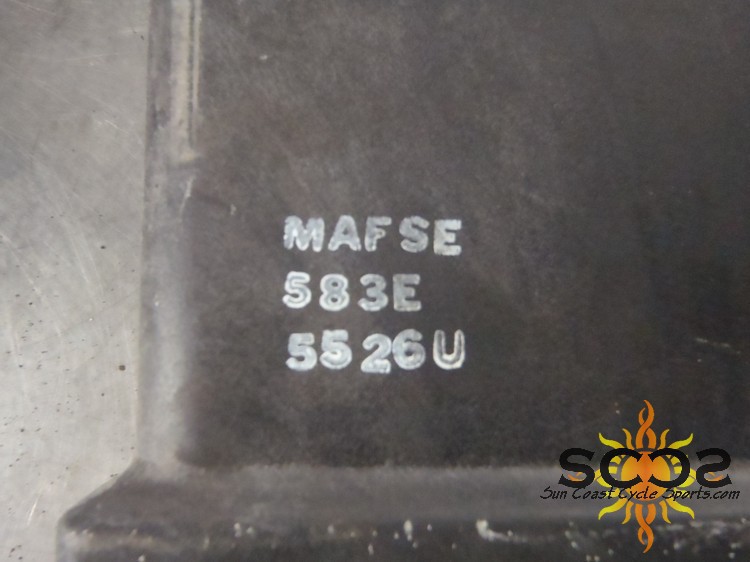 MAFSE
583E
5526U
SCCS
Sun Coast Cycle Sports.com